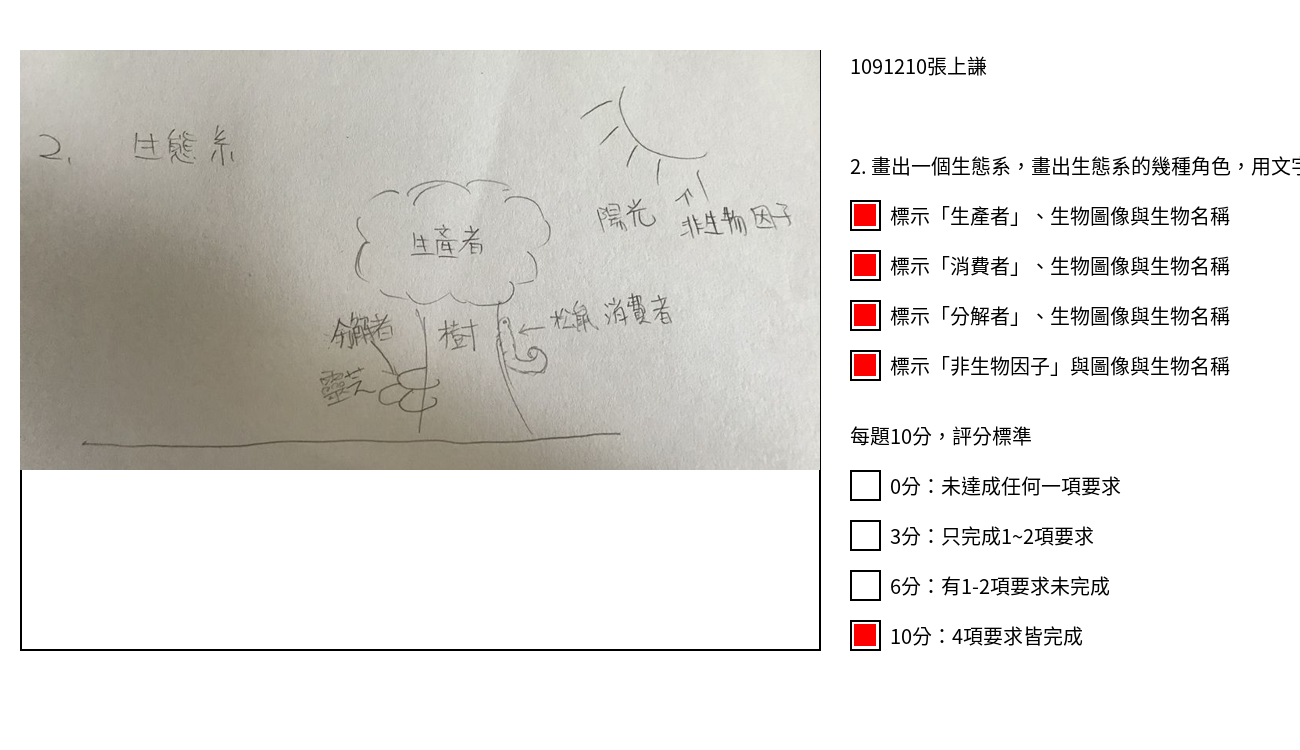 2. 生態系
陽光
非生物因子
生產者
分解者
樹
松鼠 消費者
靈芝
1091210張上謙
2. 畫出一個生態系，畫出生態系的幾種角色，用文字
標示「生產者」、生物圖像與生物名稱
標示「消費者」、生物圖像與生物名稱
標示「分解者」、生物圖像與生物名稱
標示「非生物因子」與圖像與生物名稱
每題10分，評分標準
0分：未達成任何一項要求
3分：只完成1~2項要求
6分：有1-2項要求未完成
10分：4項要求皆完成